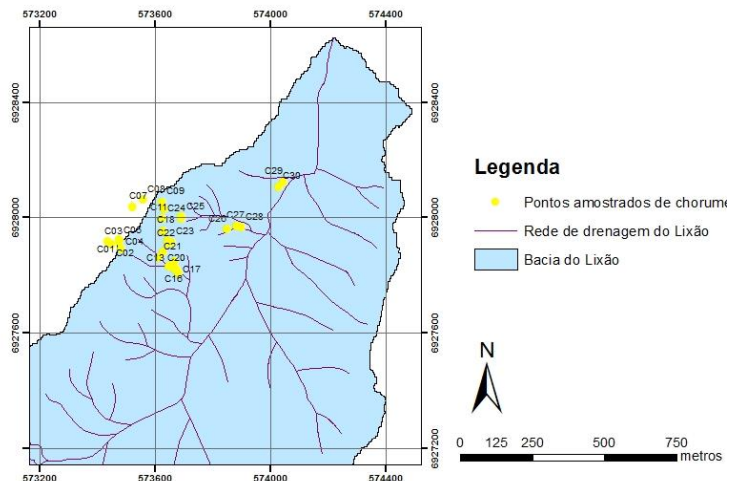 573200 573600 574000 574400
6928400 6928400
Legenda
C29 C30
Pontos amostrados de chorume
C08 C09
C07
C11 C24 C25
6928000 6928000
C18
C26 C27 C28
Rede de drenagem do Lixão
C03 C05
C22 C23
C01 C04
C21
C02
C13 C20
Bacia do Lixão
C17
C16
6927600 6927600
N
0 125 250 500 750
metros
6927200 6927200
573200 573600 574000 574400